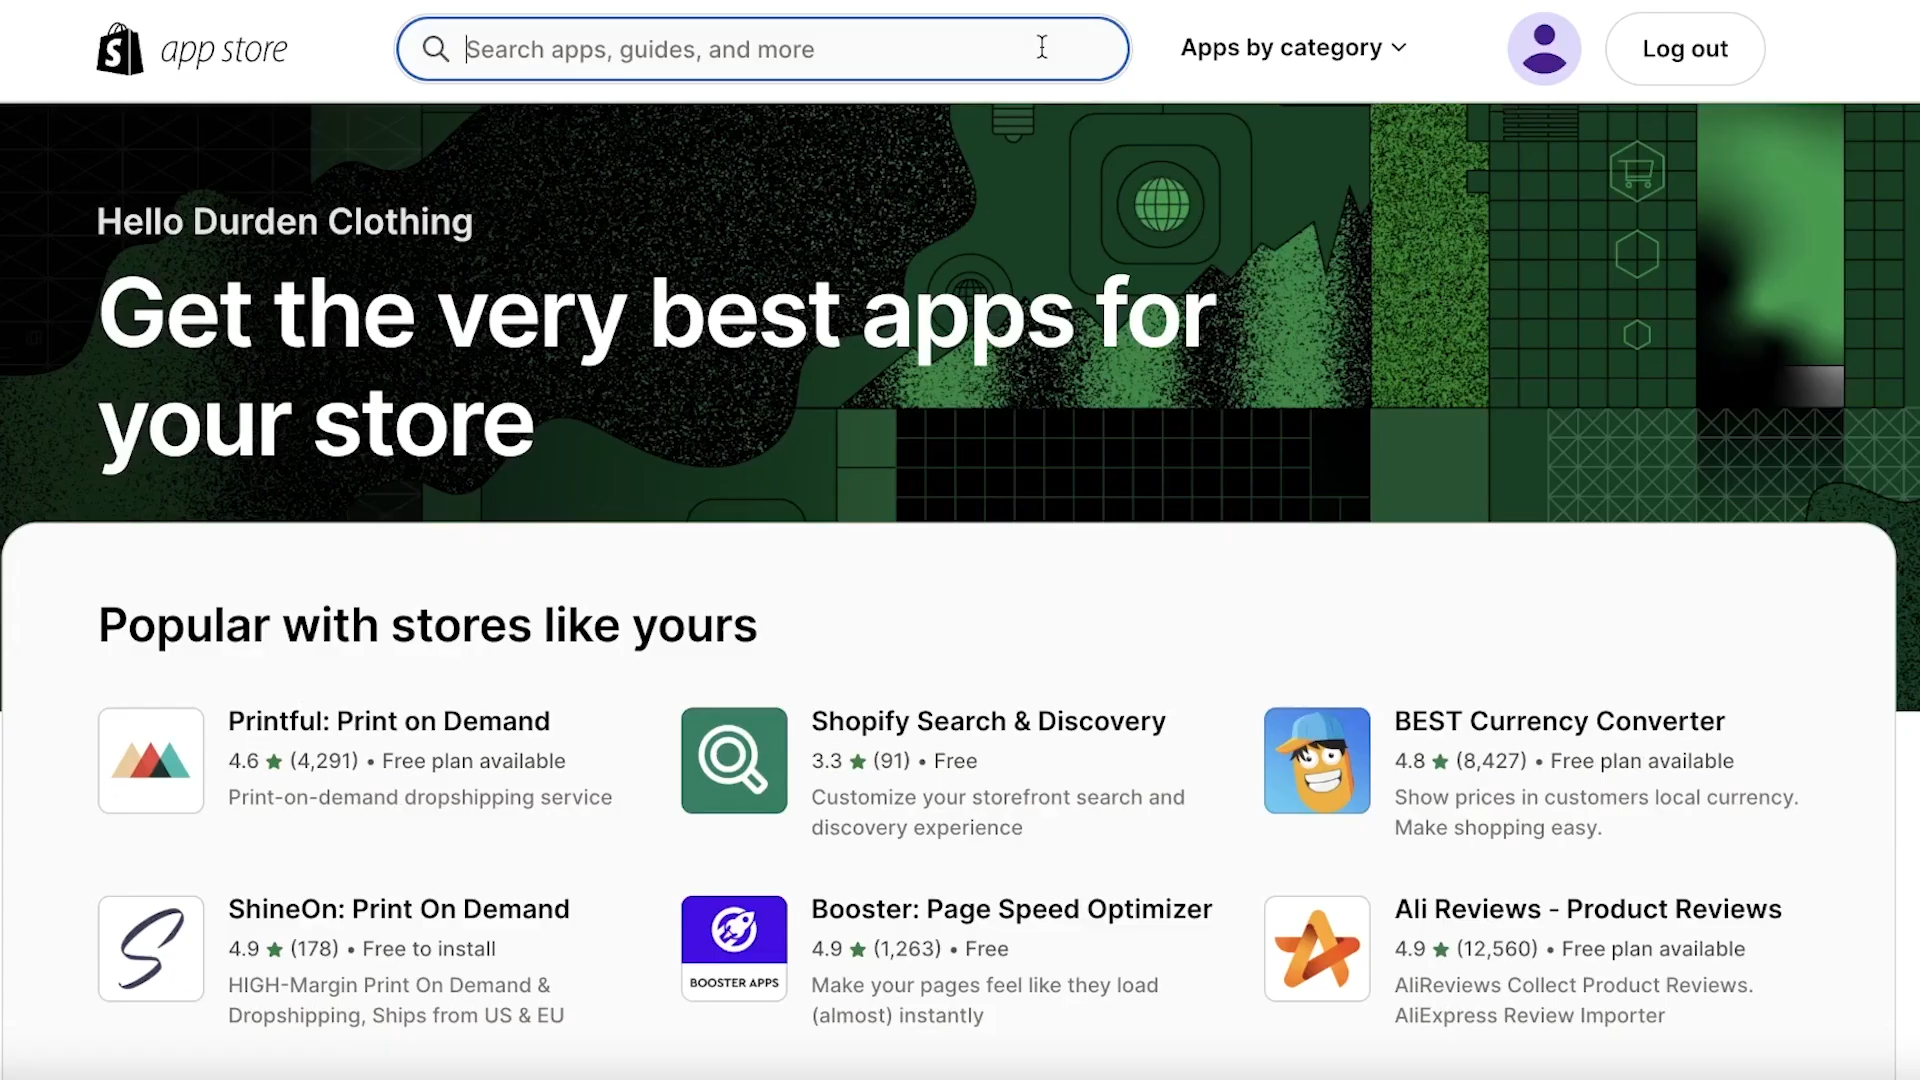 app store
Search apps, guides, and more
Apps by category
Log out
Hello Durden Clothing
Get the very best apps for
your store
Popular with stores like yours
Printful: Print on Demand
4.6 ★ (4,291) • Free plan available
Print-on-demand dropshipping service
Shopify Search & Discovery
3.3 ★ (91) • Free
Customize your storefront search and
discovery experience
BEST Currency Converter
4.8 ★ (8,427) • Free plan available
Show prices in customers local currency.
Make shopping easy.
ShineOn: Print On Demand
4.9 ★ (178) • Free to install
HIGH-Margin Print On Demand &
Dropshipping, Ships from US & EU
BOOSTER APPS
Booster: Page Speed Optimizer
4.9 ★ (1,263) • Free
Make your pages feel like they load
(almost) instantly
Ali Reviews - Product Reviews
4.9 ★ (12,560) • Free plan available
AliReviews Collect Product Reviews.
AliExpress Review Importer